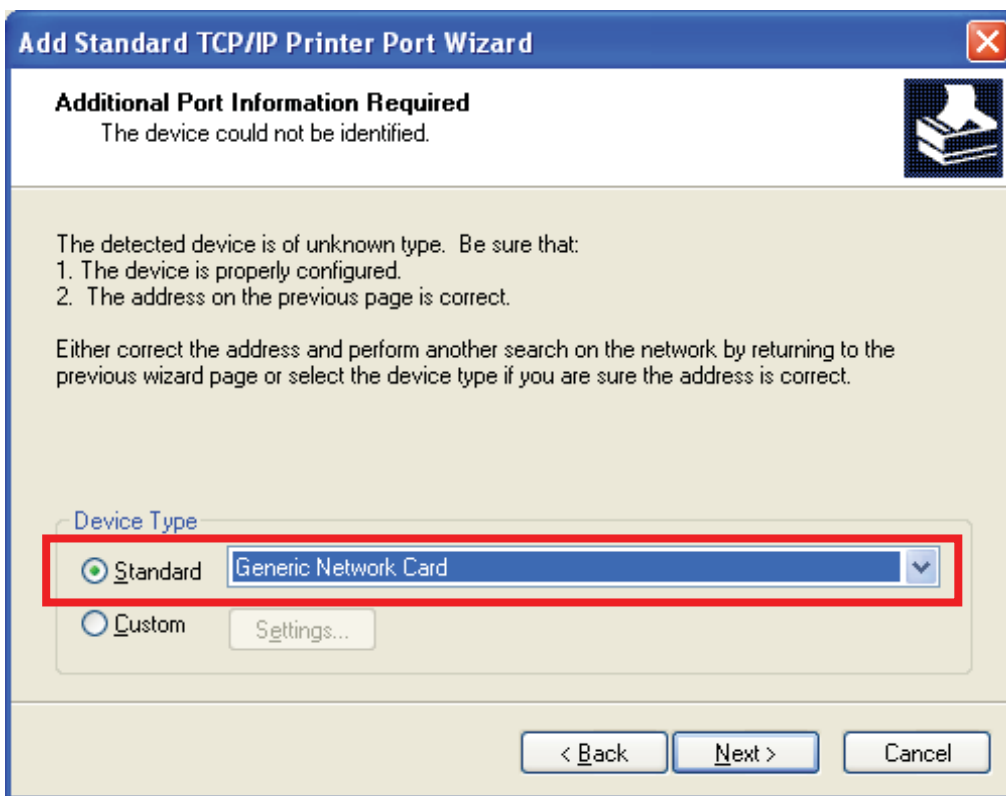 Add Standard TCP/IP Printer Port Wizard
Additional Port Information Required
The device could not be identified.
The detected device is of unknown type.  Be sure that:
1. The device is properly configured.
2.  The address on the previous page is correct.
Either correct the address and perform another search on the network by returning to the
previous wizard page or select the device type if you are sure the address is correct.
Device Type
Standard Generic Network Card
Custom Settings...
< Back Next > Cancel